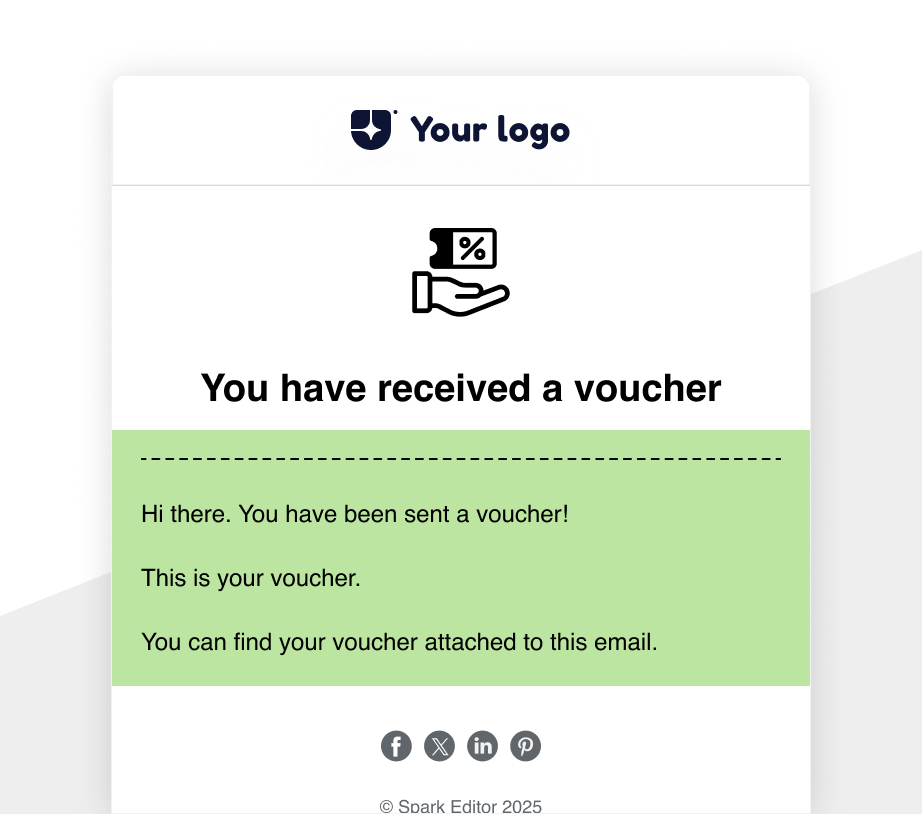 Your logo
%
You have received a voucher
Hi there. You have been sent a voucher!
This is your voucher.
You can find your voucher attached to this email.
f X in P
© Spark Editor 2025